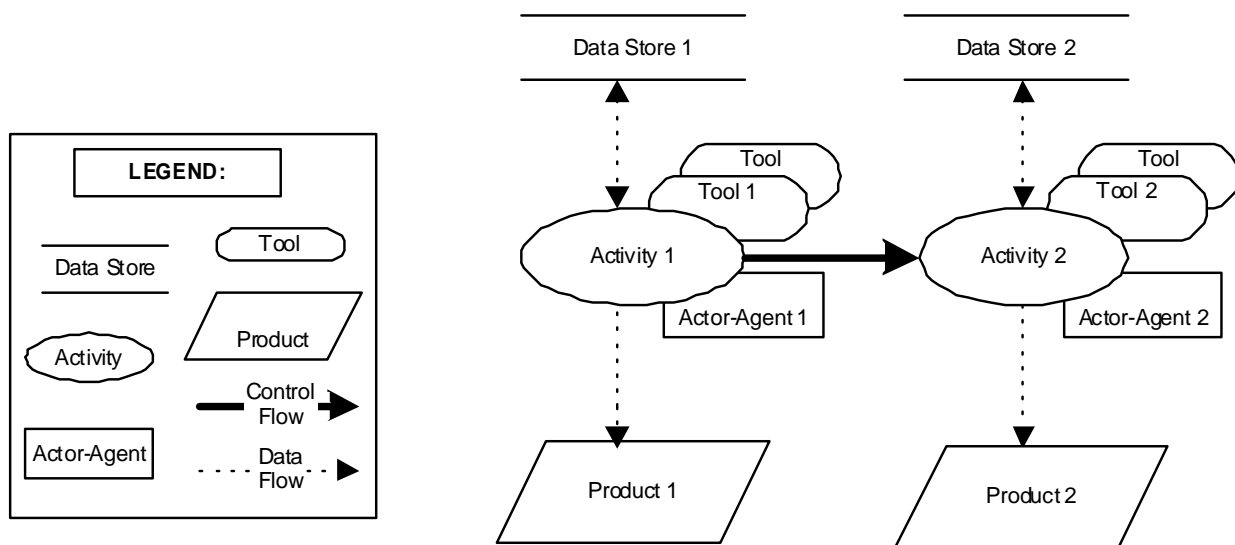 LEGEND:
Data Store
Tool
Product
Activity
Control
Flow
Actor-Agent
Data
Flow
Data Store 1
Data Store 2
Tool
Tool 1
Tool
Tool 2
Activity 1
Activity 2
Actor-Agent 1
Actor-Agent 2
Product 1
Product 2